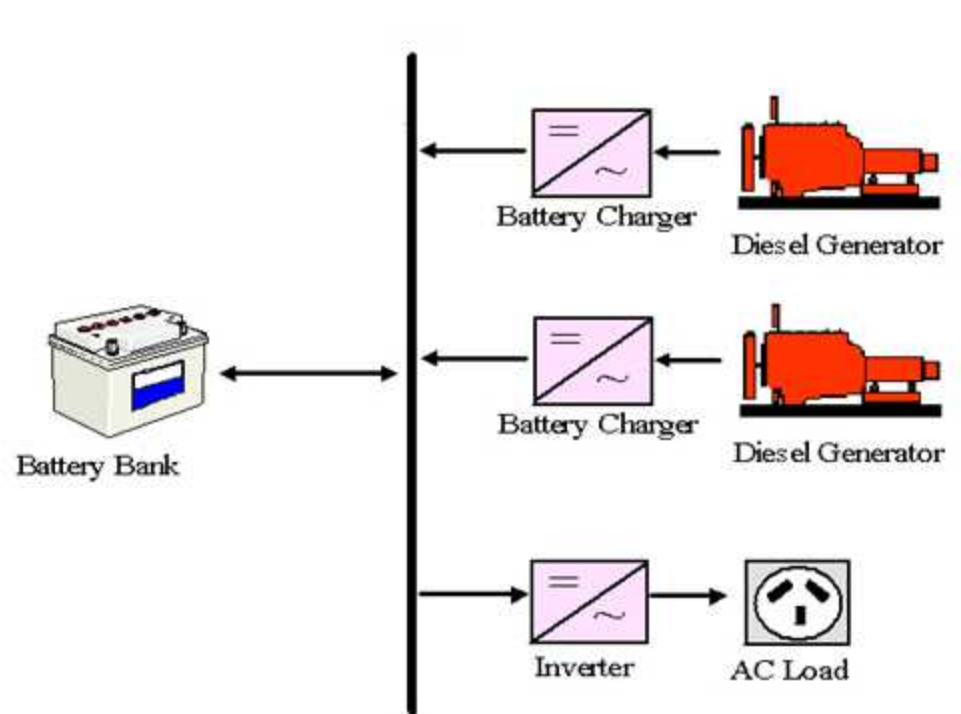 Battery Charger
Diesel Generator
Battery Charger
Diesel Generator
Battery Bank
Inverter
AC Load